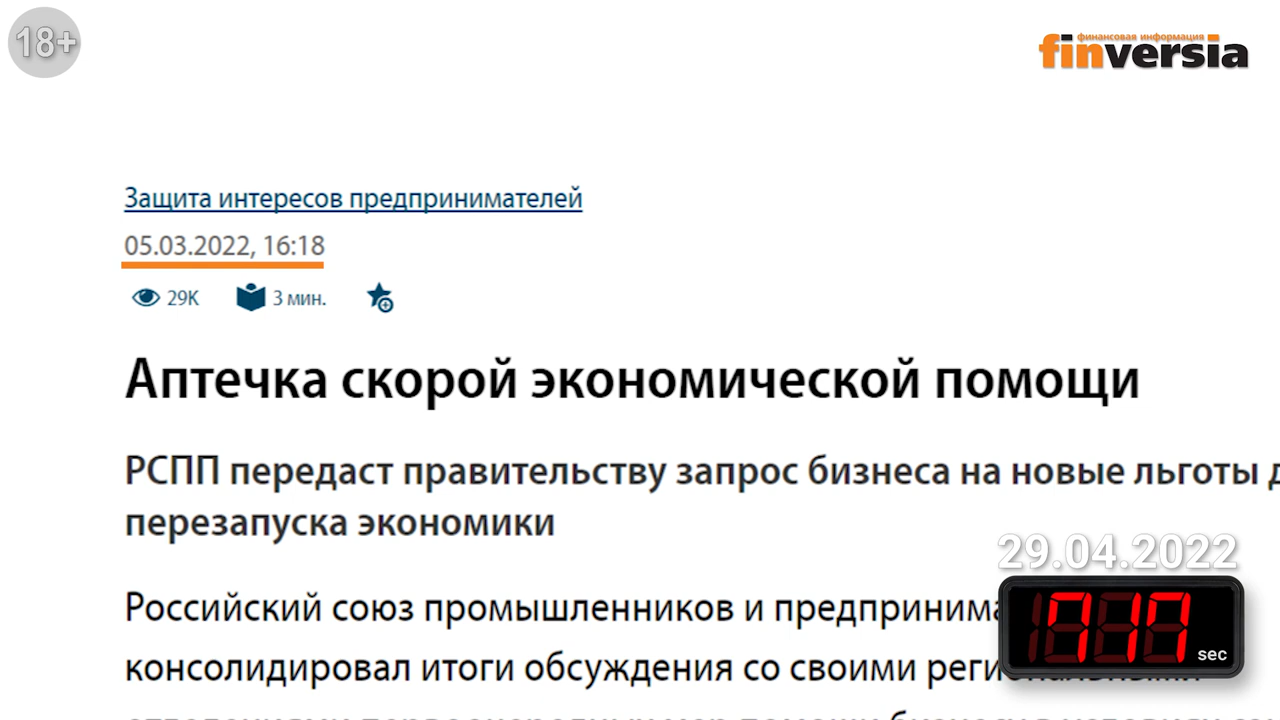 18+
финансовая информация
finversia
Защита интересов предпринимателей
05.03.2022, 16:18
29K 3 мин.
Аптечка скорой экономической помощи
РСПП передаст правительству запрос бизнеса на новые льготы
перезапуска экономики
Российский союз промышленников и
консолидировал итоги обсуждения со своими
29.04.2022
717 sec